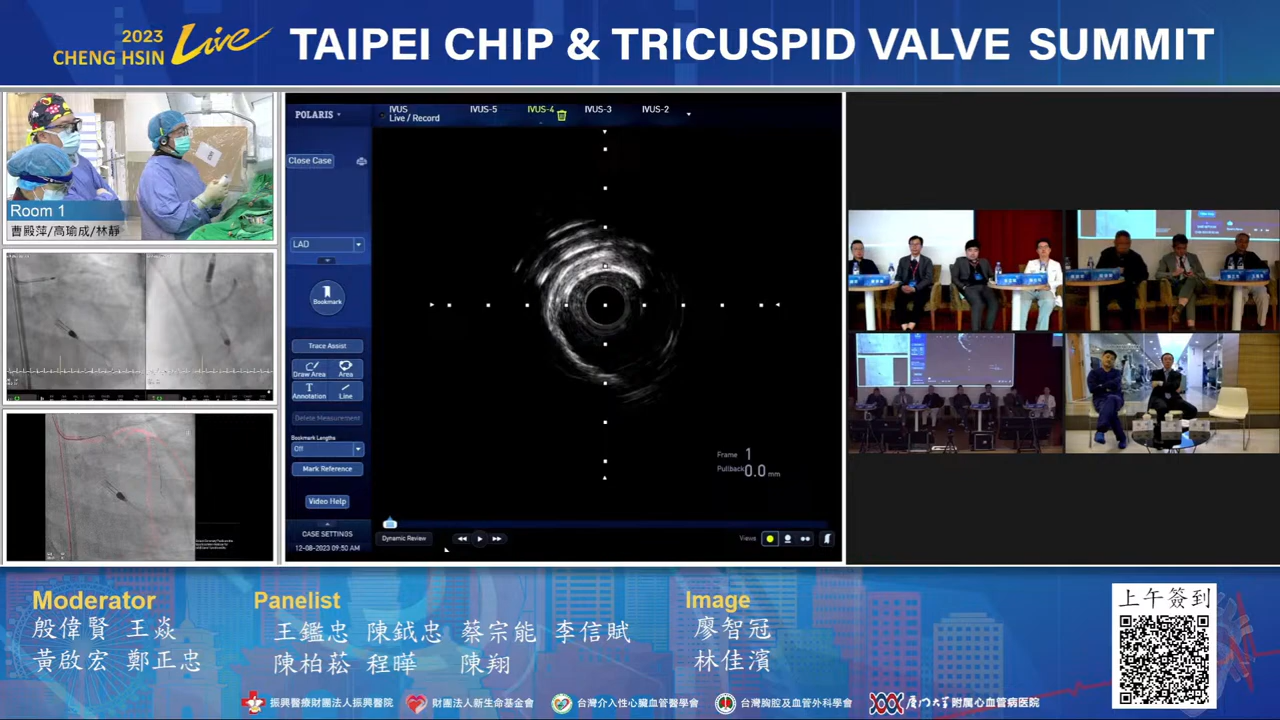 2023
CHENG HSIN
Live
TAIPEI CHIP & TRICUSPID VALVE SUMMIT
Room 1
曹殿萍/高瑜成/林靜
POLARIS
IVUS
Live / Record
IVUS-5
IVUS-4
IVUS-3
IVUS-2
Close Case
LAD
Bookmark
Trace Assist
Draw Area
Area
Annotation
Line
Delete Measurement
Bookmark Lengths
Off
Mark Reference
Video Help
CASE SETTINGS
12-08-2023 09:50 AM
Dynamic Review
Frame 1
Pullback 0.0 mm
Views
Moderator
殷偉賢 王焱
黃啟宏 鄭正忠
Panelist
王鑑忠 陳鉞忠 蔡宗能 李信賦
陳柏菘 程曄 陳翔
Image
廖智冠
林佳濱
上午簽到
振興醫療財團法人振興醫院
財團法人新生命基金會
台灣介入性心臟血管醫學會
台灣胸腔及血管外科學會
厦门大学附属心血管病医院